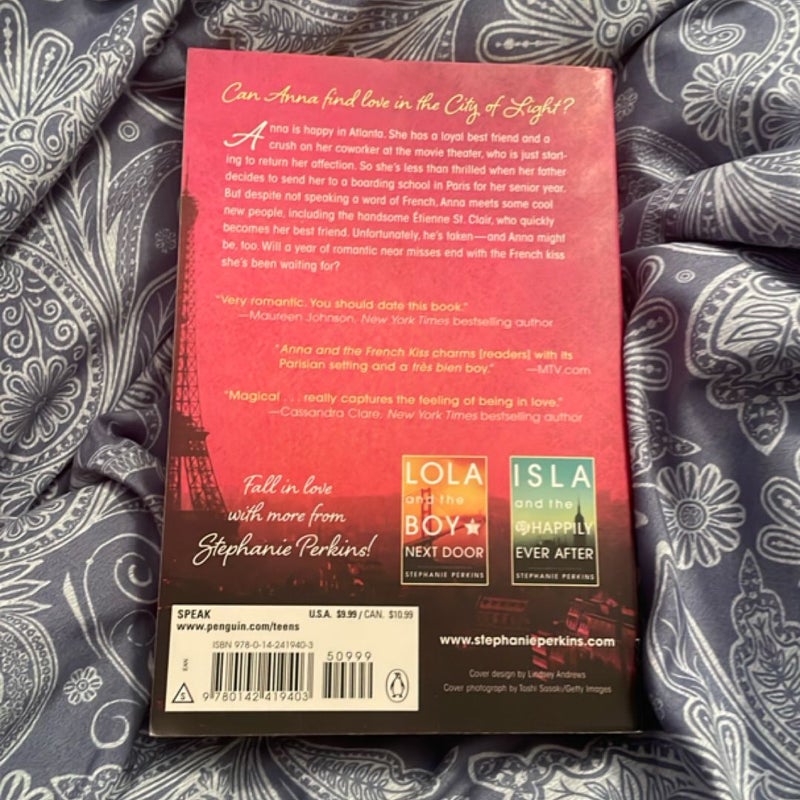 Can Anna find love in the City of Light?
Anna is happy in Atlanta. She has a loyal best friend and a
crush on her coworker at the movie theater, who is just start-
ing to return her affection. So she's less than thrilled when her father
decides to send her to a boarding school in Paris for her senior year.
But despite not speaking a word of French, Anna meets some cool
new people, including the handsome Étienne St. Clair, who quickly
becomes her best friend. Unfortunately, he's taken—and Anna might
be, too. Will a year of romantic near misses end with the French kiss
she's been waiting for?
"Very romantic. You should date this book."
—Maureen Johnson, New York Times bestselling author
"Anna and the French Kiss charms [readers] with its
Parisian setting and a très bien boy." —MTV.com
"Magical . . . really captures the feeling of being in love."
—Cassandra Clare, New York Times bestselling author
Fall in love
with more from
Stephanie Perkins!
LOLA
and the
BOY
NEXT DOOR
STEPHANIE PERKINS
ISLA
and the
HAPPILY
EVER AFTER
STEPHANIE PERKINS
SPEAK U.S.A. $9.99 / CAN. $10.99
www.penguin.com/teens
ISBN 978-0-14-241940-3
50999
EAN
S
9780142419403
www.stephanieperkins.com
Cover design by Lindsey Andrews
Cover photograph by Toshi Sasaki/Getty Images